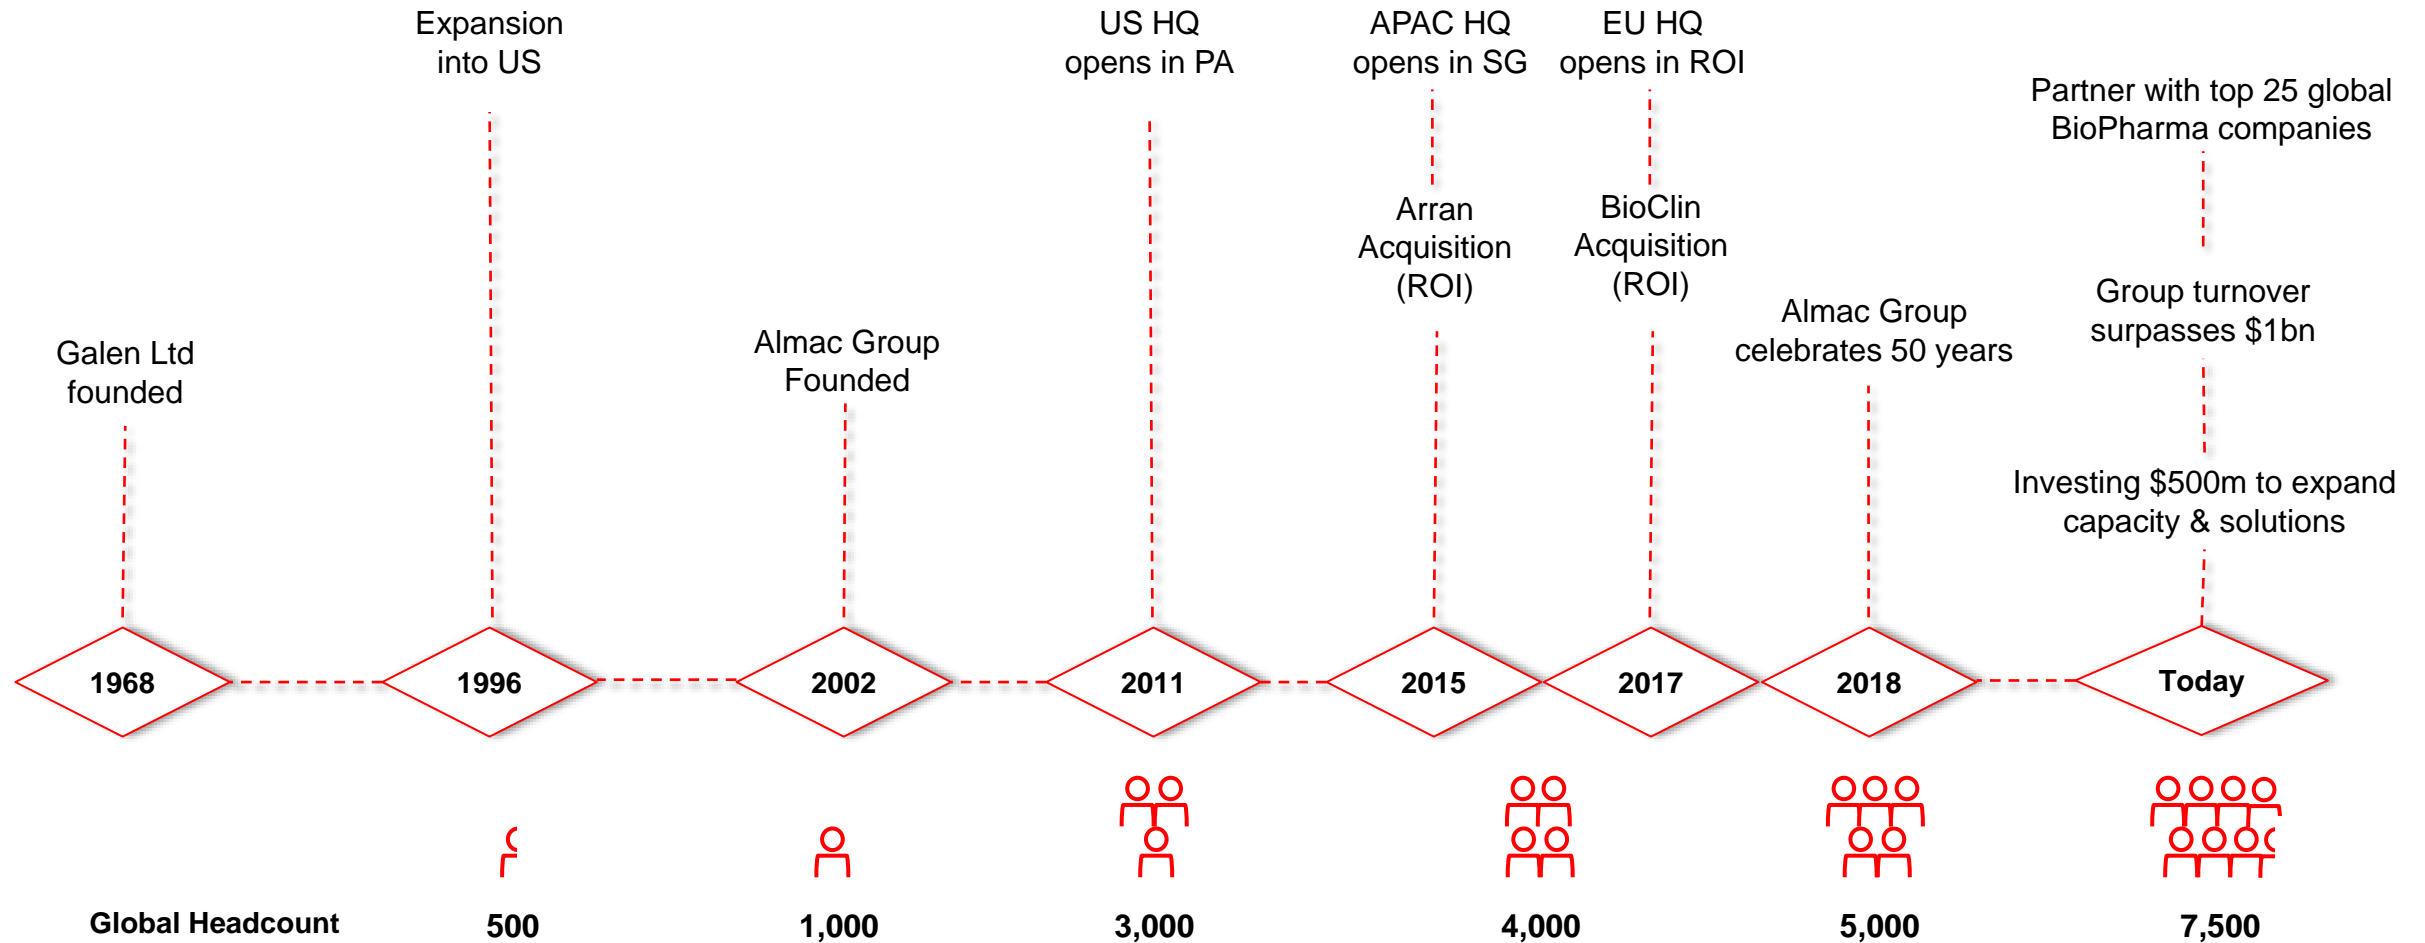 Expansion
into US
US HQ
opens in PA
APAC HQ
opens in SG
EU HQ
opens in ROI
Partner with top 25 global
BioPharma companies
Arran
Acquisition
(ROI)
BioClin
Acquisition
(ROI)
Group turnover
surpasses $1bn
Almac Group
celebrates 50 years
Galen Ltd
founded
Almac Group
Founded
Investing $500m to expand
capacity & solutions
1968
1996
2002
2011
2015
2017
2018
Today
Global Headcount
500
1,000
3,000
4,000
5,000
7,500